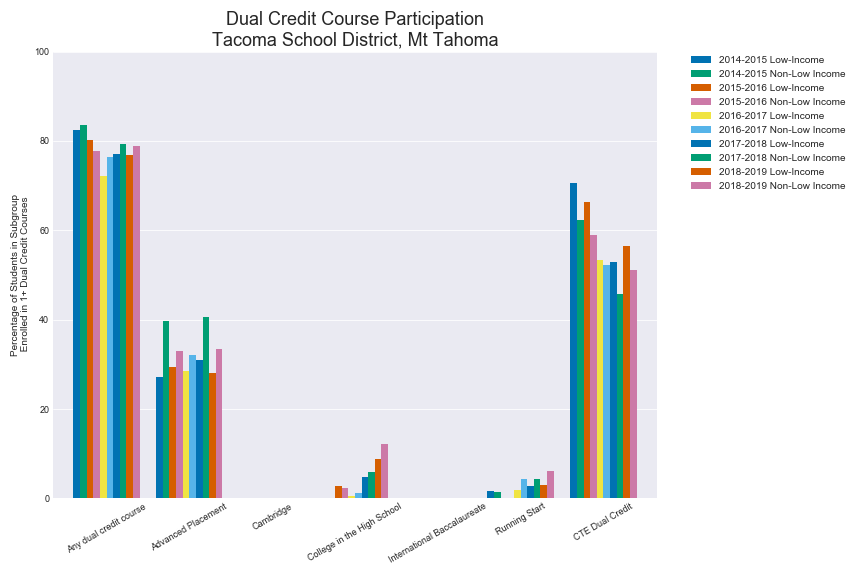 Dual Credit Course Participation
Tacoma School District, Mt Tahoma
Percentage of Students in Subgroup
Enrolled in 1+ Dual Credit Courses
100
80
60
40
20
0
Any dual credit course
Advanced Placement
Cambridge
College in the High School
International Baccalaureate
Running Start
CTE Dual Credit
2014-2015 Low-Income
2014-2015 Non-Low Income
2015-2016 Low-Income
2015-2016 Non-Low Income
2016-2017 Low-Income
2016-2017 Non-Low Income
2017-2018 Low-Income
2017-2018 Non-Low Income
2018-2019 Low-Income
2018-2019 Non-Low Income